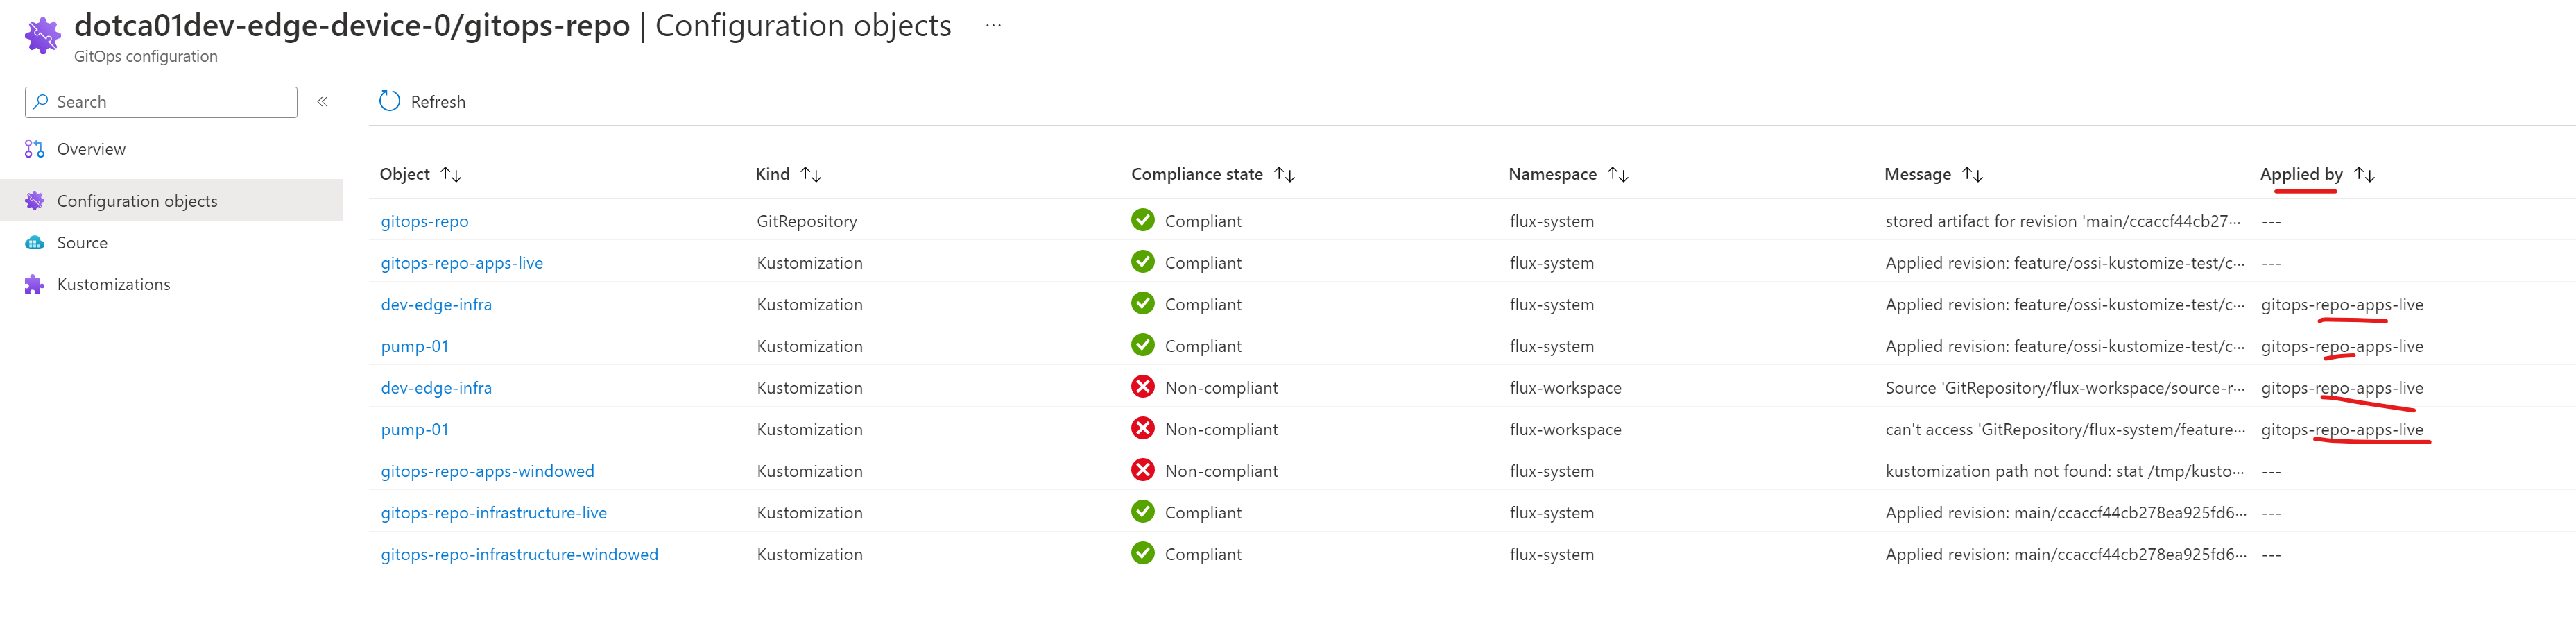 dotca01dev-edge-device-0/gitops-repo | Configuration objects ...
GitOps configuration
Search «
Refresh
Overview
Configuration objects
Source
Kustomizations
Object Kind Compliance state Namespace Message Applied by
gitops-repo GitRepository Compliant flux-system stored artifact for revision 'main/ccaccf44cb27... ---
gitops-repo-apps-live Kustomization Compliant flux-system Applied revision: feature/ossi-kustomize-test/c... ---
dev-edge-infra Kustomization Compliant flux-system Applied revision: feature/ossi-kustomize-test/c... gitops-repo-apps-live
pump-01 Kustomization Compliant flux-system Applied revision: feature/ossi-kustomize-test/c... gitops-repo-apps-live
dev-edge-infra Kustomization Non-compliant flux-workspace Source 'GitRepository/flux-workspace/source-r... gitops-repo-apps-live
pump-01 Kustomization Non-compliant flux-workspace can't access 'GitRepository/flux-system/feature... gitops-repo-apps-live
gitops-repo-apps-windowed Kustomization Non-compliant flux-system kustomization path not found: stat /tmp/kusto... ---
gitops-repo-infrastructure-live Kustomization Compliant flux-system Applied revision: main/ccaccf44cb278ea925fd6... ---
gitops-repo-infrastructure-windowed Kustomization Compliant flux-system Applied revision: main/ccaccf44cb278ea925fd6... ---